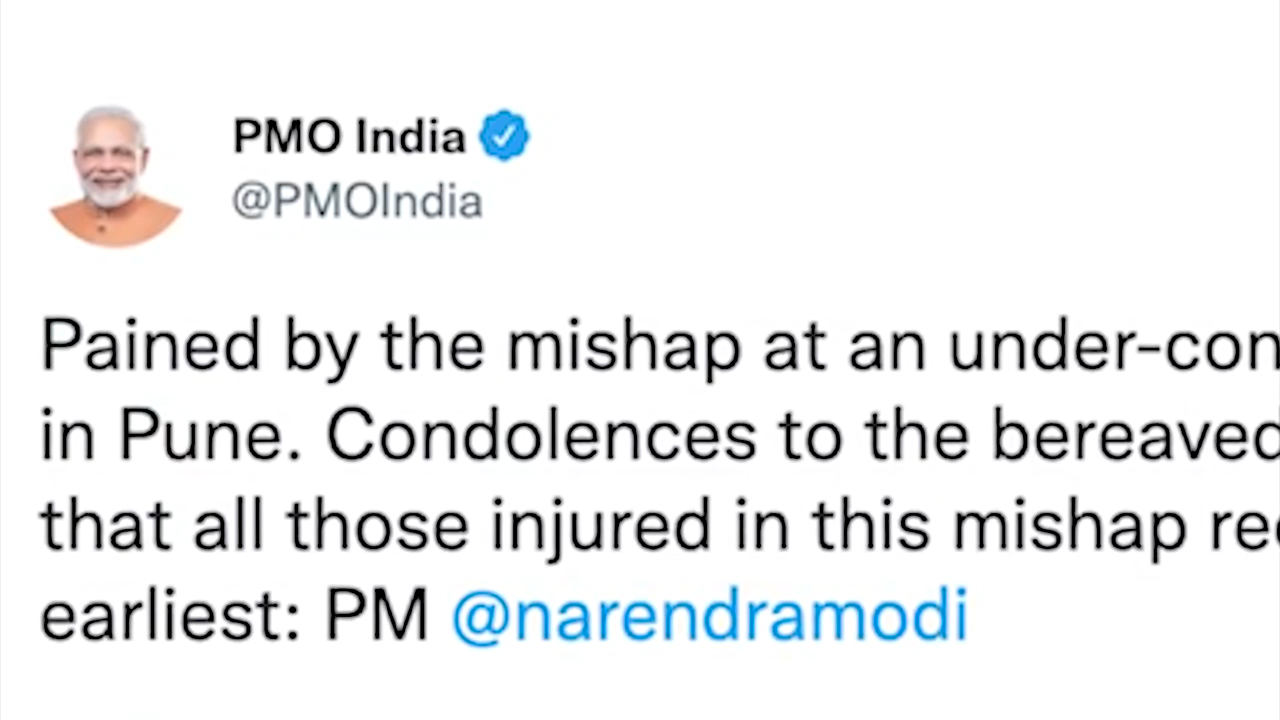 PMO India
@PMOIndia
Pained by the mishap at an under-con
in Pune. Condolences to the bereaved
that all those injured in this mishap re
earliest: PM @narendramodi